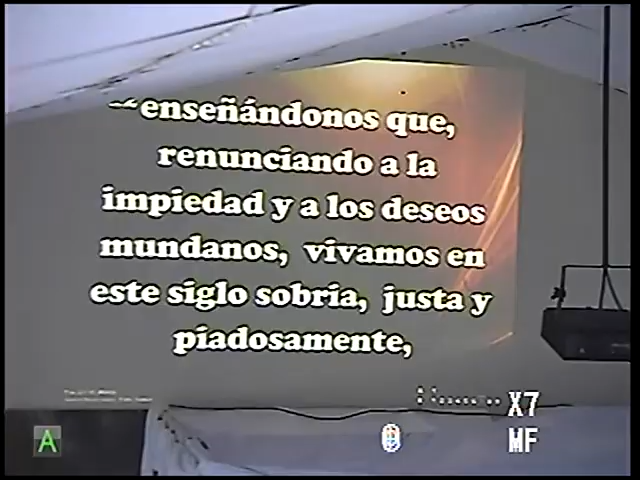 enseñándonos que,
renunciando a la
impiedad y a los deseos
mundanos, vivamos en
este siglo sobria, justa y
piadosamente,
X7
A
MF